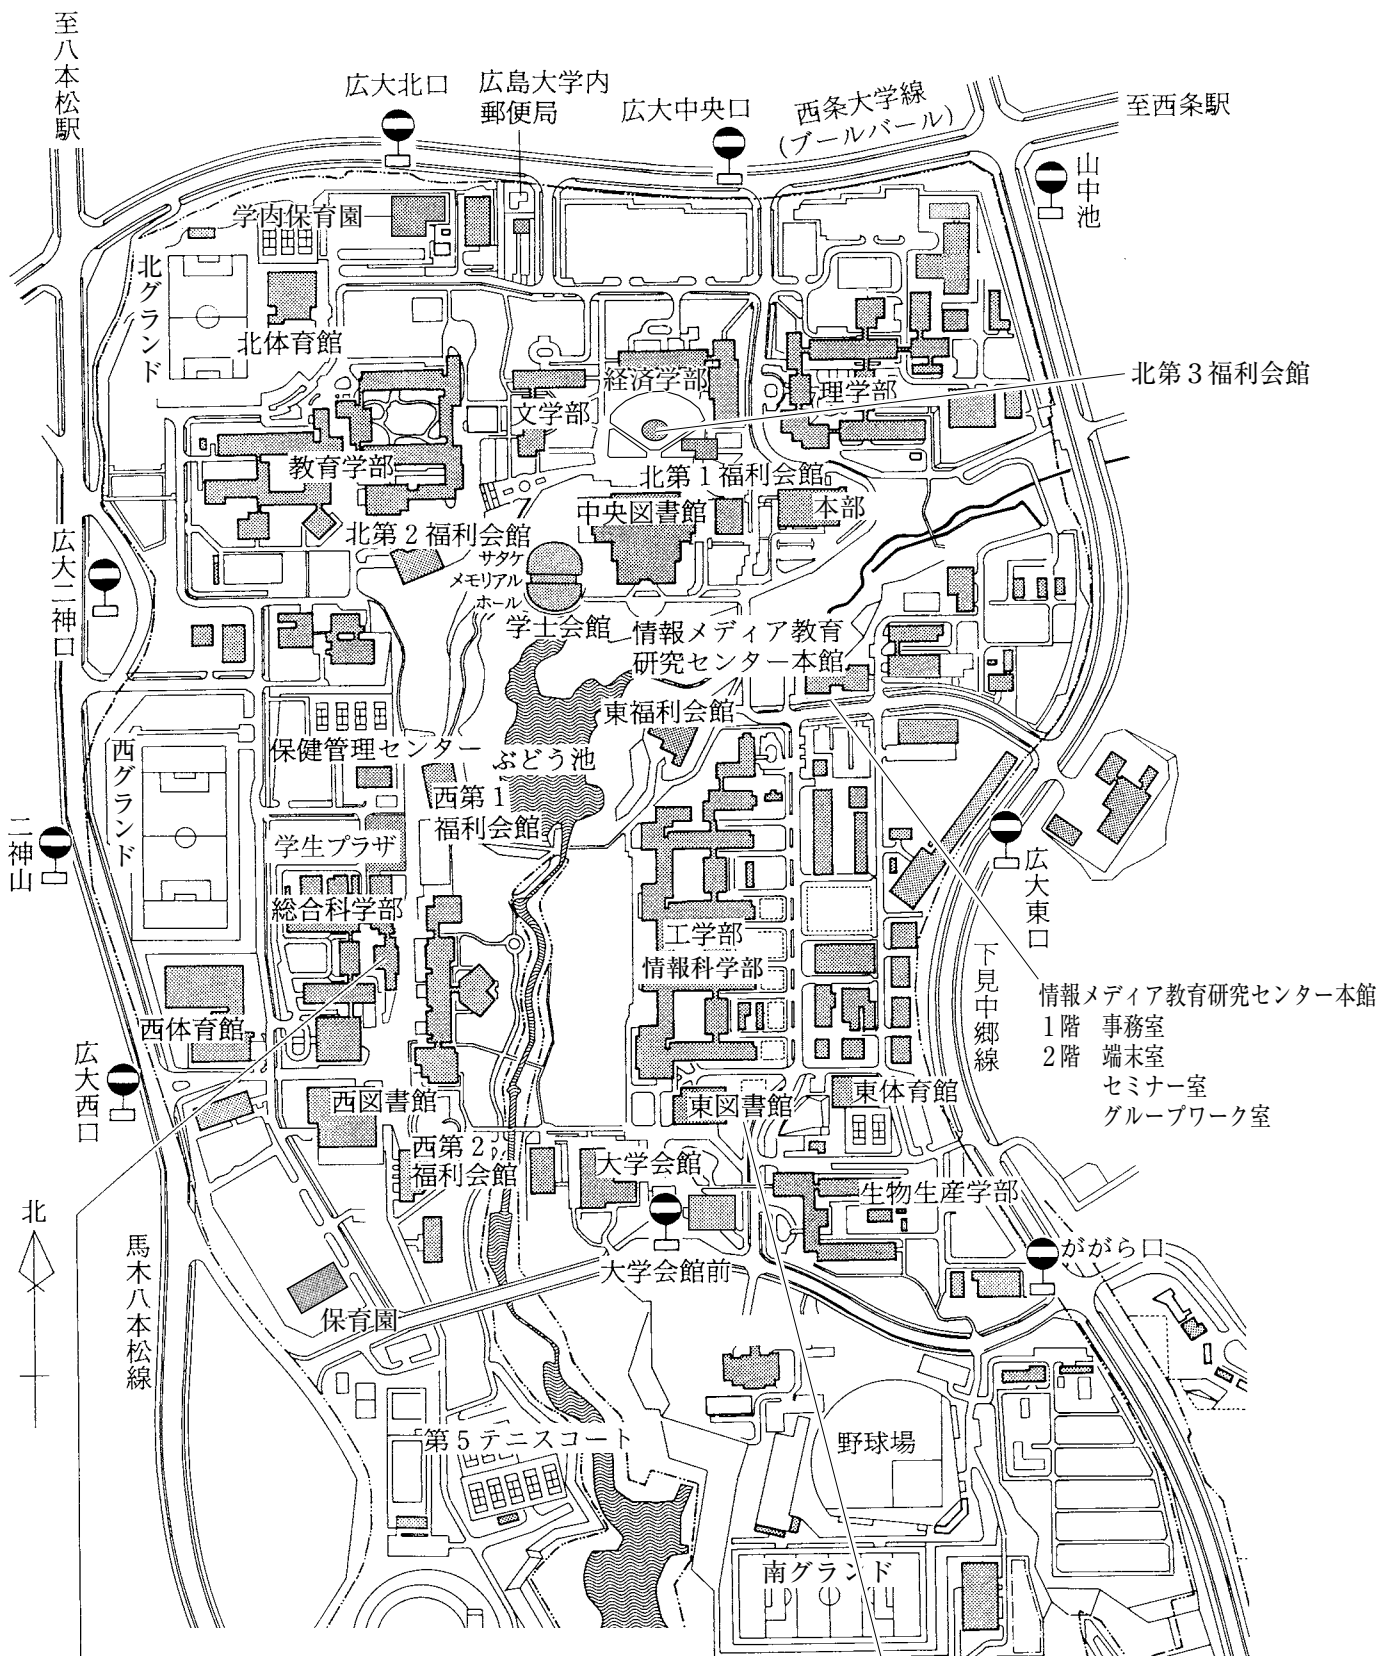 至八本松駅
広大北口
広島大学内
郵便局
広大中央口
西条大学線
(ブールバール)
至西条駅
山中池
学内保育園
北グランド
北体育館
経済学部
理学部
北第3福利会館
文学部
教育学部
北第1福利会館
中央図書館
本部
北第2福利会館
サタケ
メモリアル
ホール
学士会館
広大二神口
情報メディア教育
研究センター本館
東福利会館
西グランド
保健管理センター
ぶどう池
西第1
福利会館
二神山
学生プラザ
総合科学部
広大東口
工学部
情報科学部
下見中郷線
情報メディア教育研究センター本館
1階 事務室
2階 端末室
セミナー室
グループワーク室
西体育館
広大西口
西図書館
東図書館
東体育館
西第2
福利会館
大学会館
生物生産学部
北
馬木八本松線
大学会館前
ががら口
保育園
第5テニスコート
野球場
南グランド